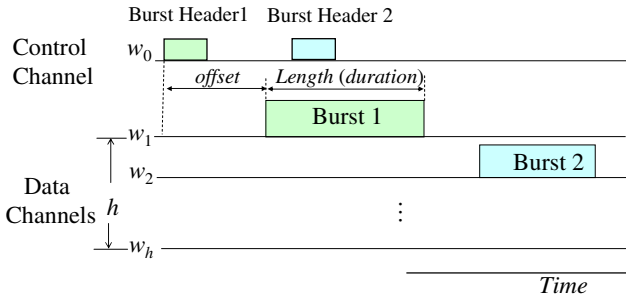 Burst Header1 Burst Header 2
Control Channel
w0
offset
Length (duration)
Burst 1
w1
Burst 2
w2
Data Channels
h
⋮
wh
Time